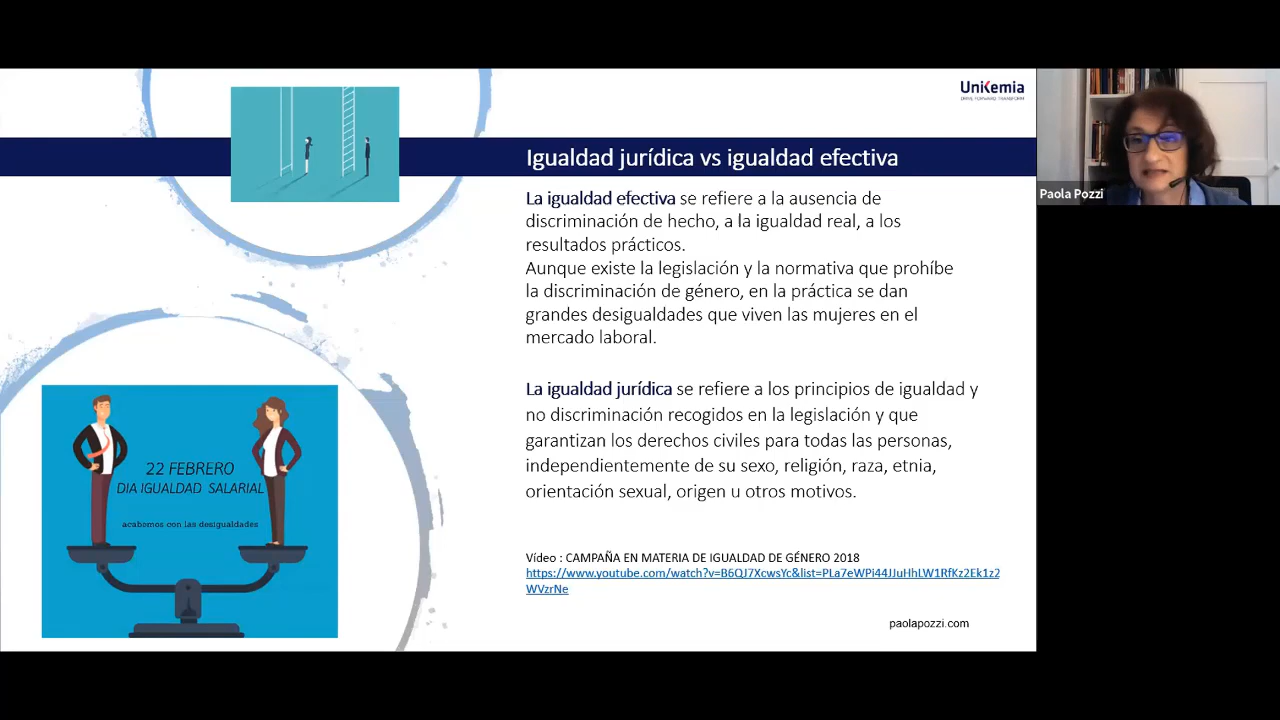 Unikemia
Igualdad jurídica vs igualdad efectiva
La igualdad efectiva se refiere a la ausencia de
discriminación de hecho, a la igualdad real, a los
resultados prácticos.
Aunque existe la legislación y la normativa que prohíbe
la discriminación de género, en la práctica se dan
grandes desigualdades que viven las mujeres en el
mercado laboral.
La igualdad jurídica se refiere a los principios de igualdad y
no discriminación recogidos en la legislación y que
garantizan los derechos civiles para todas las personas,
independientemente de su sexo, religión, raza, etnia,
orientación sexual, origen u otros motivos.
Vídeo : CAMPAÑA EN MATERIA DE IGUALDAD DE GÉNERO 2018
https://www.youtube.com/watch?v=B6QJ7XcwsYc&list=PLa7eWPi44JJuHhLW1RfKz2Ek1z2
WVzrNe
paolapozzi.com
22 FEBRERO
DIA IGUALDAD SALARIAL
acabemos con las desigualdades
Paola Pozzi